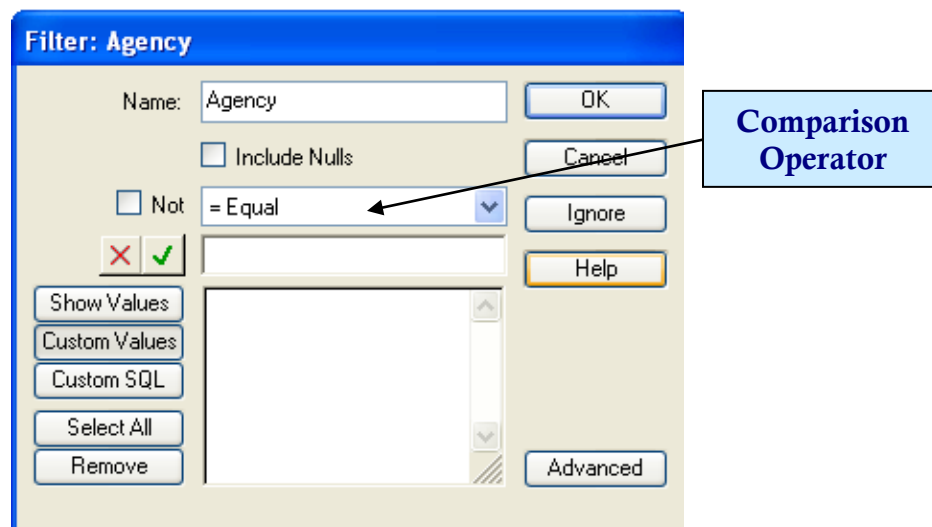 Filter: Agency
Name:
Agency
OK
Include Nulls
Cancel
Comparison
Operator
Not
= Equal
Ignore
Help
Show Values
Custom Values
Custom SQL
Select All
Remove
Advanced